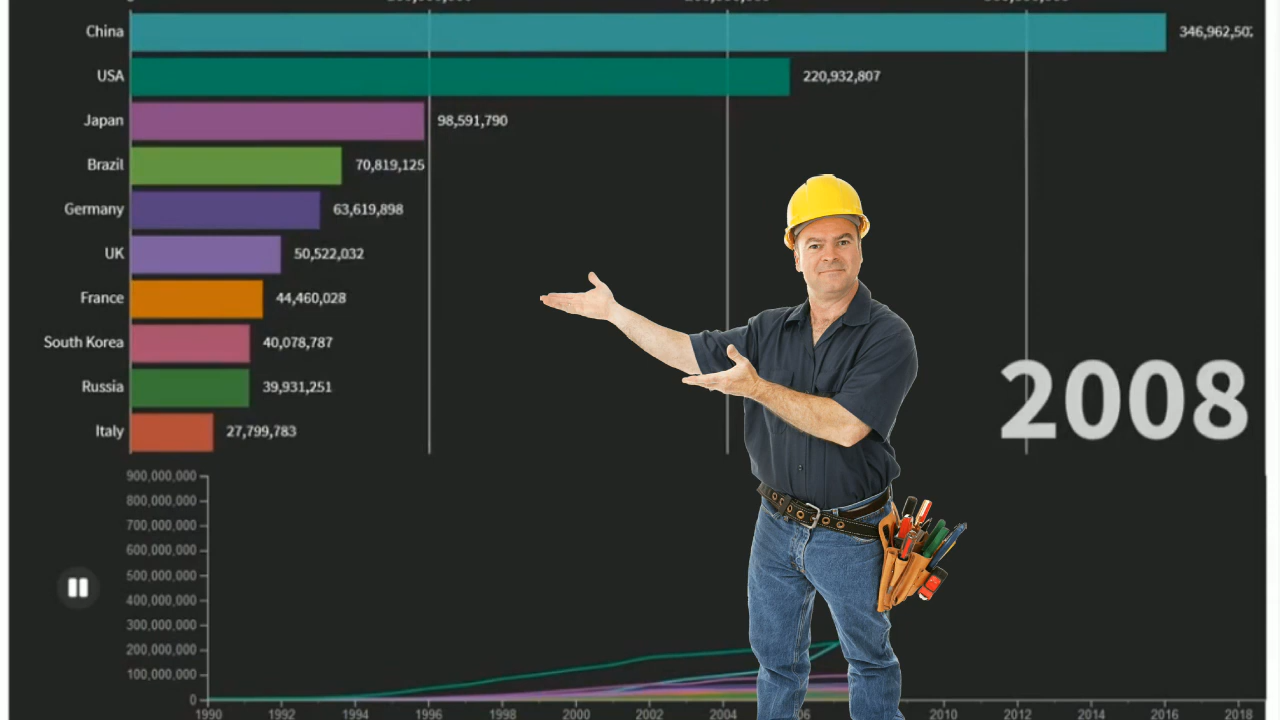 China 346,962,50
USA 220,932,807
Japan 98,591,790
Brazil 70,819,125
Germany 63,619,898
UK 50,522,032
France 44,460,028
South Korea 40,078,787
Russia 39,931,251
Italy 27,799,783
2008
900,000,000
800,000,000
700,000,000
600,000,000
500,000,000
400,000,000
300,000,000
200,000,000
100,000,000
0
1990 1992 1994 1996 1998 2000 2002 2004 06 2010 2012 2014 2016 2018